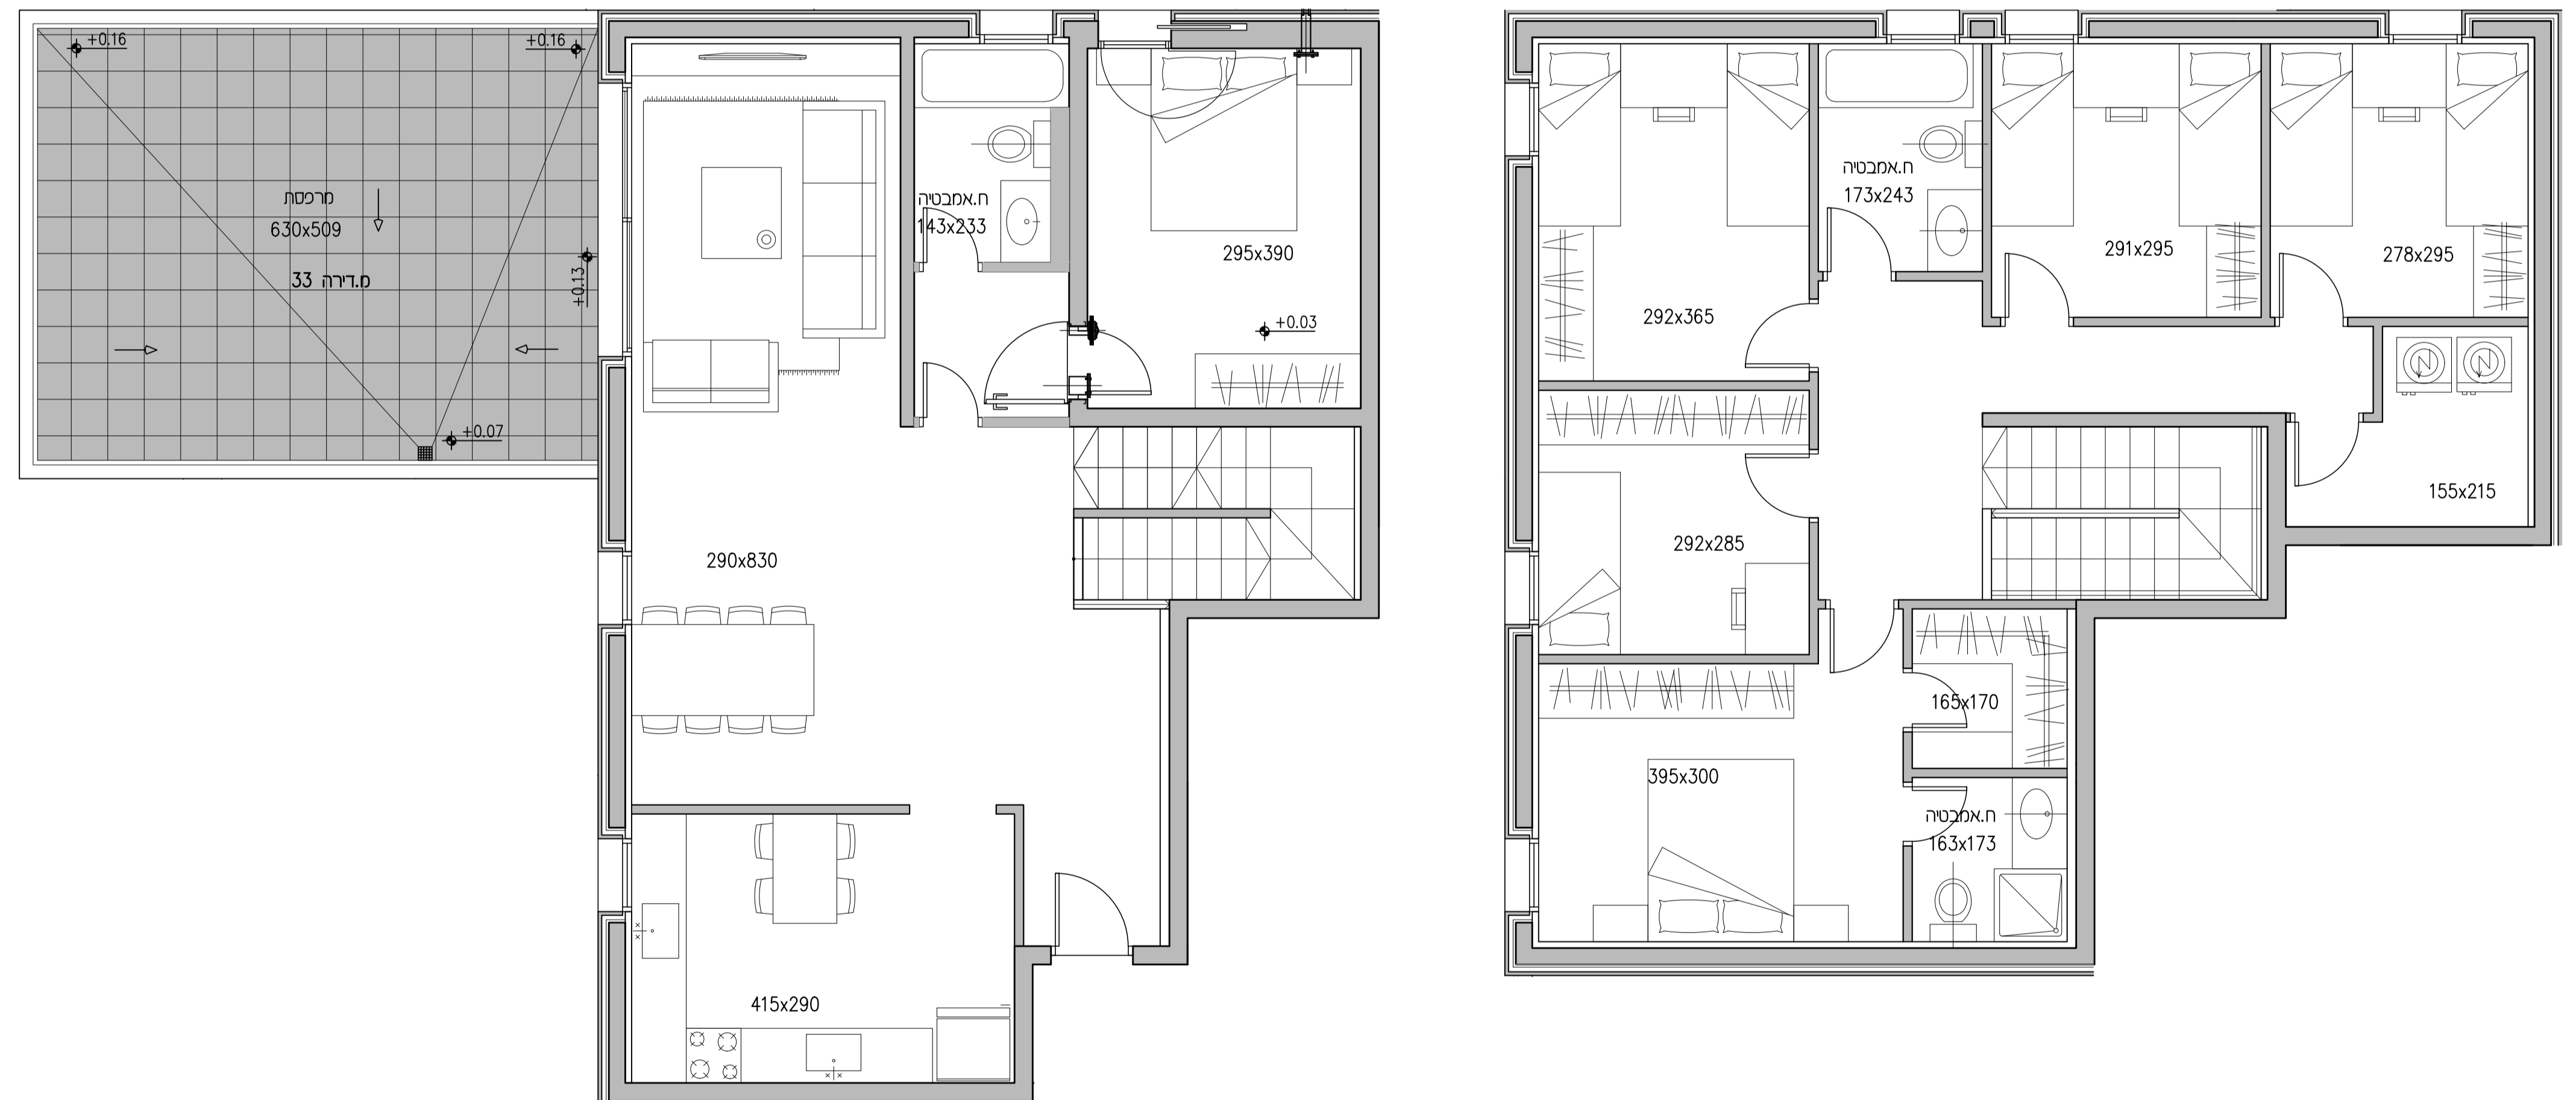 +0.16
+0.16
מרפסת
630x509
מ.דירה 33
+0.13
+0.07
ח.אמבטיה
143x233
295x390
+0.03
290x830
415x290
292x365
ח.אמבטיה
173x243
291x295
278x295
155x215
292x285
165x170
395x300
ח.אמבטיה
163x173